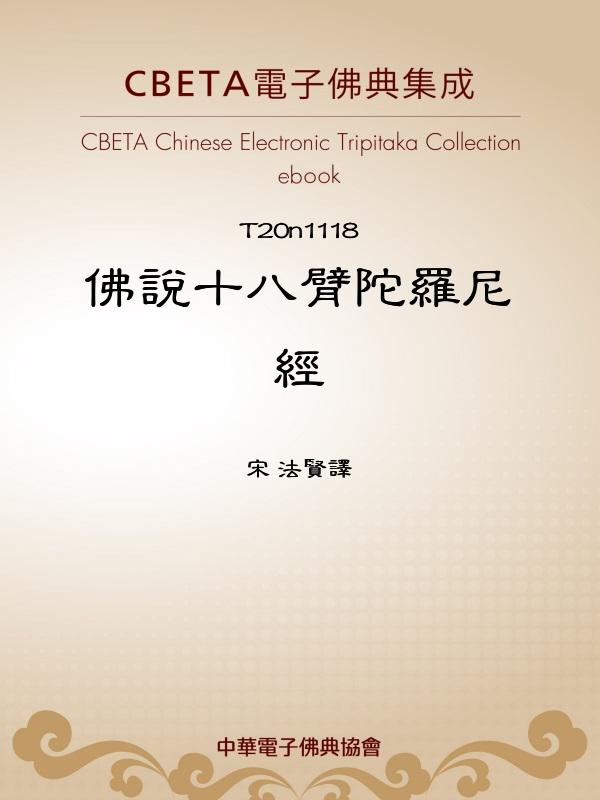 CBETA電子佛典集成
CBETA Chinese Electronic Tripitaka Collection
ebook
T20n1118
佛說十八臂陀羅尼
經
宋 法賢譯
中華電子佛典協會